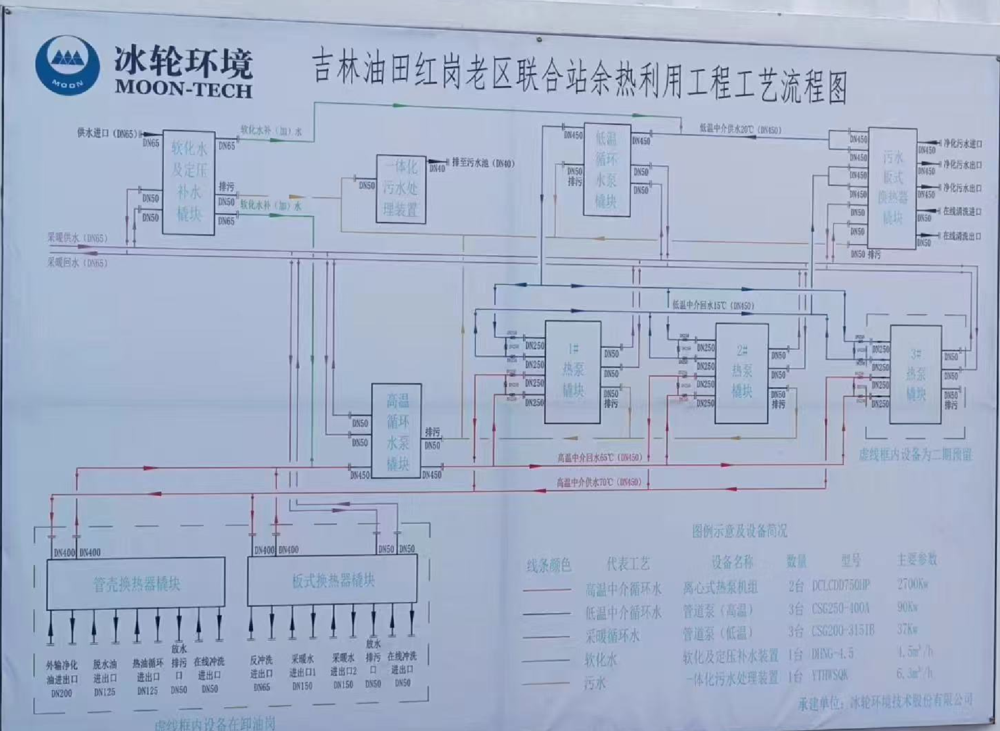 冰轮环境
MOON-TECH
MOON
吉林油田红岗老区联合站余热利用工程工艺流程图
供水进口（DN65）
DN65
软化水
及定压
补水
橇块
DN65
软化水补（加）水
排污
DN50
软化水补（加）水
DN65
DN50
DN50
采暖供水（DN65）
采暖回水（DN65）
一体化
污水处
理装置
DN50
DN40
排至污水池（DN40）
低温
循环
水泵
橇块
DN450
DN50
排污
DN450
DN50
DN50
低温中介供水20℃（DN450）
污水
板式
换热器
橇块
DN450
DN450
DN450
DN450
DN50
DN50
DN50 排污
DN450
净化污水进口
DN450
净化污水出口
DN450
净化污水出口
DN50
在线清洗进口
DN50
在线清洗出口
低温中介回水15℃（DN450）
1#
热泵
橇块
DN250
DN250
DN250
DN250
DN50
DN50
DN50
排污
2#
热泵
橇块
DN250
DN250
DN250
DN250
DN50
DN50
DN50
排污
3#
热泵
橇块
DN250
DN250
DN250
DN250
DN50
DN50
DN50
排污
虚线框内设备为二期预留
高温
循环
水泵
橇块
DN50
DN50
DN450
排污
DN50
DN450
高温中介回水65℃（DN450）
高温中介供水70℃（DN450）
DN400 DN400
管壳换热器橇块
DN400 DN400
DN50 DN50
板式换热器橇块
外输净化
油进出口
DN200
脱水油
进出口
DN125
热油循环
进出口
DN125
放水
排污
口
DN50
在线冲洗
进出口
DN50
反冲洗
进出口
DN65
采暖水
进出口1
DN150
采暖水
进出口2
DN150
放水
排污
口
DN50
在线冲洗
进出口
DN50
虚线框内设备在卸油岗
图例示意及设备简况
线条颜色 代表工艺 设备名称 数量 型号 主要参数
高温中介循环水 离心式热泵机组 2台 DCLCDD750HP 2700Kw
低温中介循环水 管道泵（高温） 3台 CSG250-400A 90Kw
采暖循环水 管道泵（低温） 3台 CSG200-315IB 37Kw
软化水 软化及定压补水装置 1台 DHNG-4.5 4.5m³/h
污水 一体化污水处理装置 1台 YTHWSQK 6.3m³/h
承建单位：冰轮环境技术股份有限公司